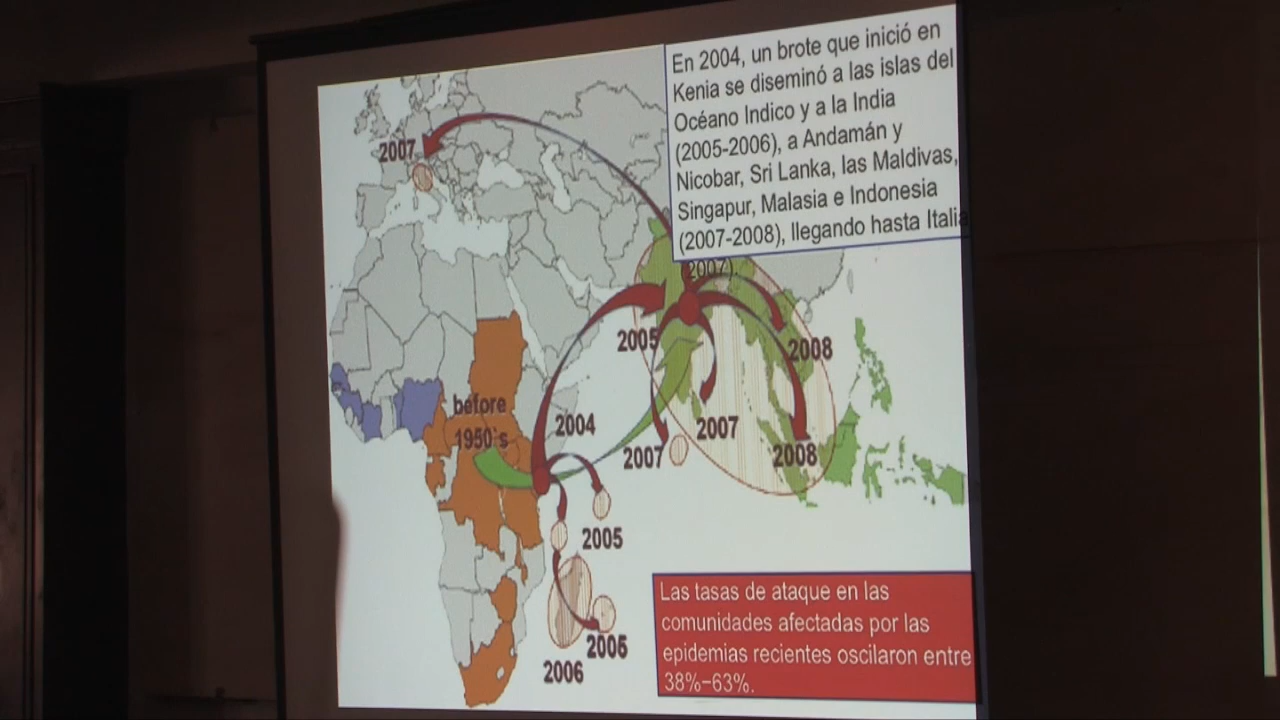 En 2004, un brote que inició en
Kenia se diseminó a las islas del
Océano Indico y a la India
(2005-2006), a Andamán y
Nicobar, Sri Lanka, las Maldivas,
Singapur, Malasia e Indonesia
(2007-2008), llegando hasta Italia
2007)
2007
2005
2008
before
1950`s
2004
2007
2007
2008
2005
2006
2006
Las tasas de ataque en las
comunidades afectadas por las
epidemias recientes oscilaron entre
38%-63%.